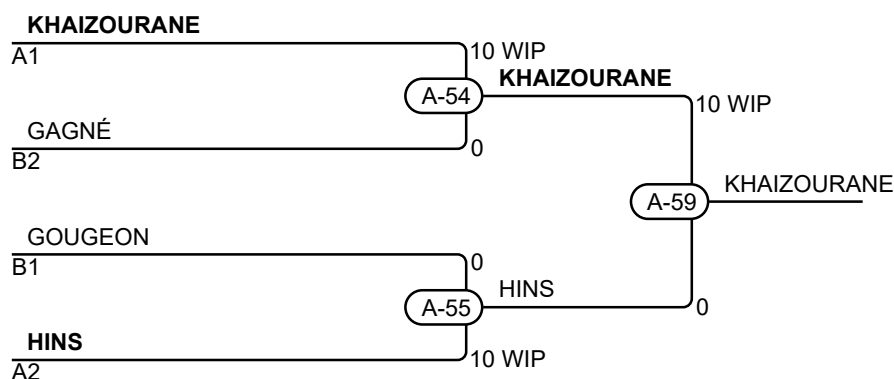 KHAIZOURANE
A1
10 WIP
A-54
KHAIZOURANE
GAGNÉ
B2
0
10 WIP
A-59
KHAIZOURANE
GOUGEON
B1
0
A-55
HINS
0
HINS
A2
10 WIP